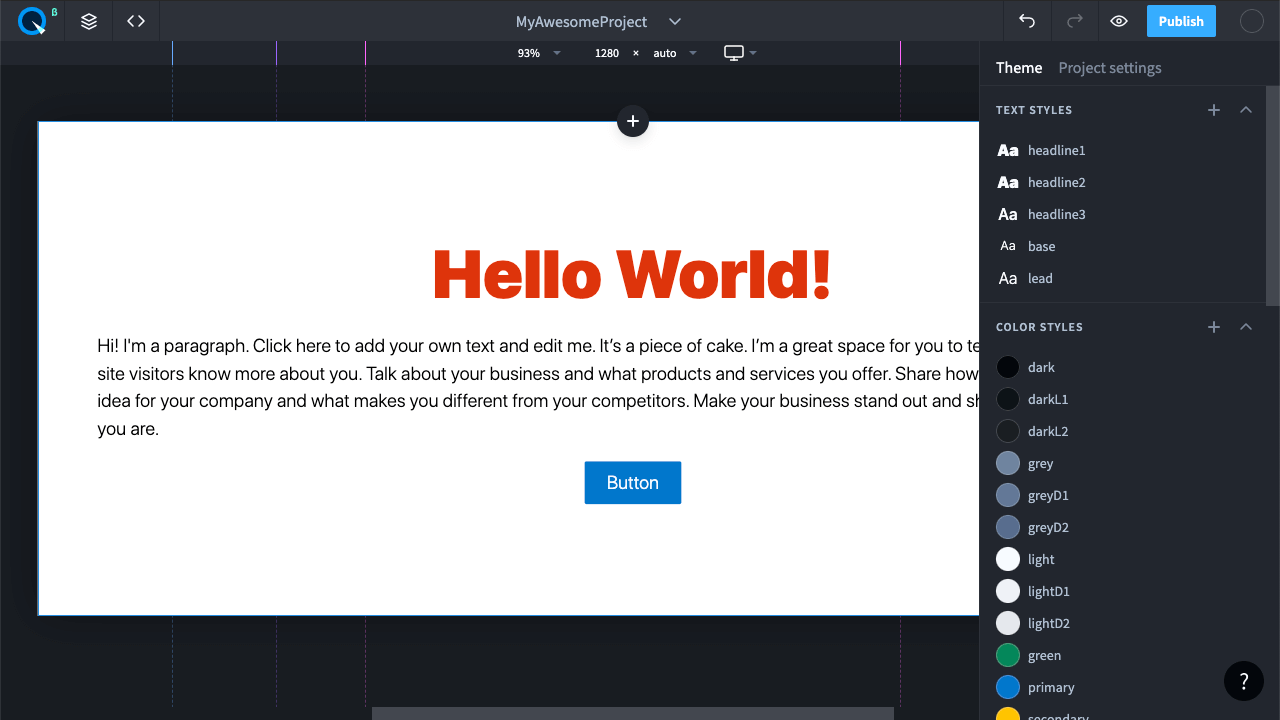 β
MyAwesomeProject
Publish
93%
1280 × auto
Theme Project settings
TEXT STYLES
Aa headline1
Aa headline2
Aa headline3
Aa base
Aa lead
COLOR STYLES
dark
darkL1
darkL2
grey
greyD1
greyD2
light
lightD1
lightD2
green
primary
secondary
?
+
Hello World!
Hi! I'm a paragraph. Click here to add your own text and edit me. It’s a piece of cake. I’m a great space for you to te
site visitors know more about you. Talk about your business and what products and services you offer. Share how
idea for your company and what makes you different from your competitors. Make your business stand out and sh
you are.
Button